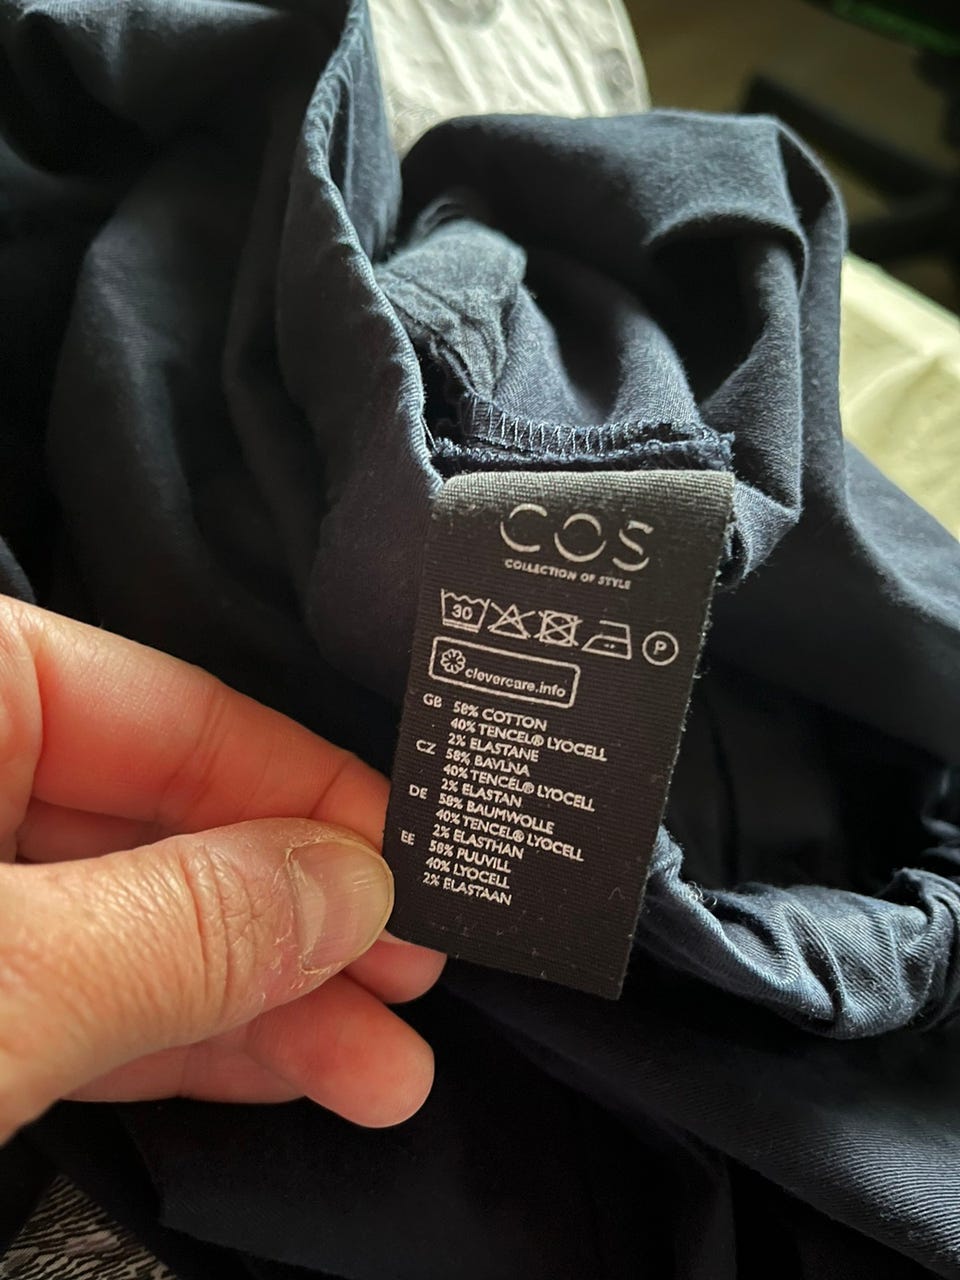 COS
COLLECTION OF STYLE
30 P
clevercare.info
GB 58% COTTON
40% TENCEL® LYOCELL
2% ELASTANE
CZ 58% BAVLNA
40% TENCEL® LYOCELL
2% ELASTAN
DE 58% BAUMWOLLE
40% TENCEL® LYOCELL
2% ELASTHAN
EE 58% PUUVILL
40% LYOCELL
2% ELASTAAN